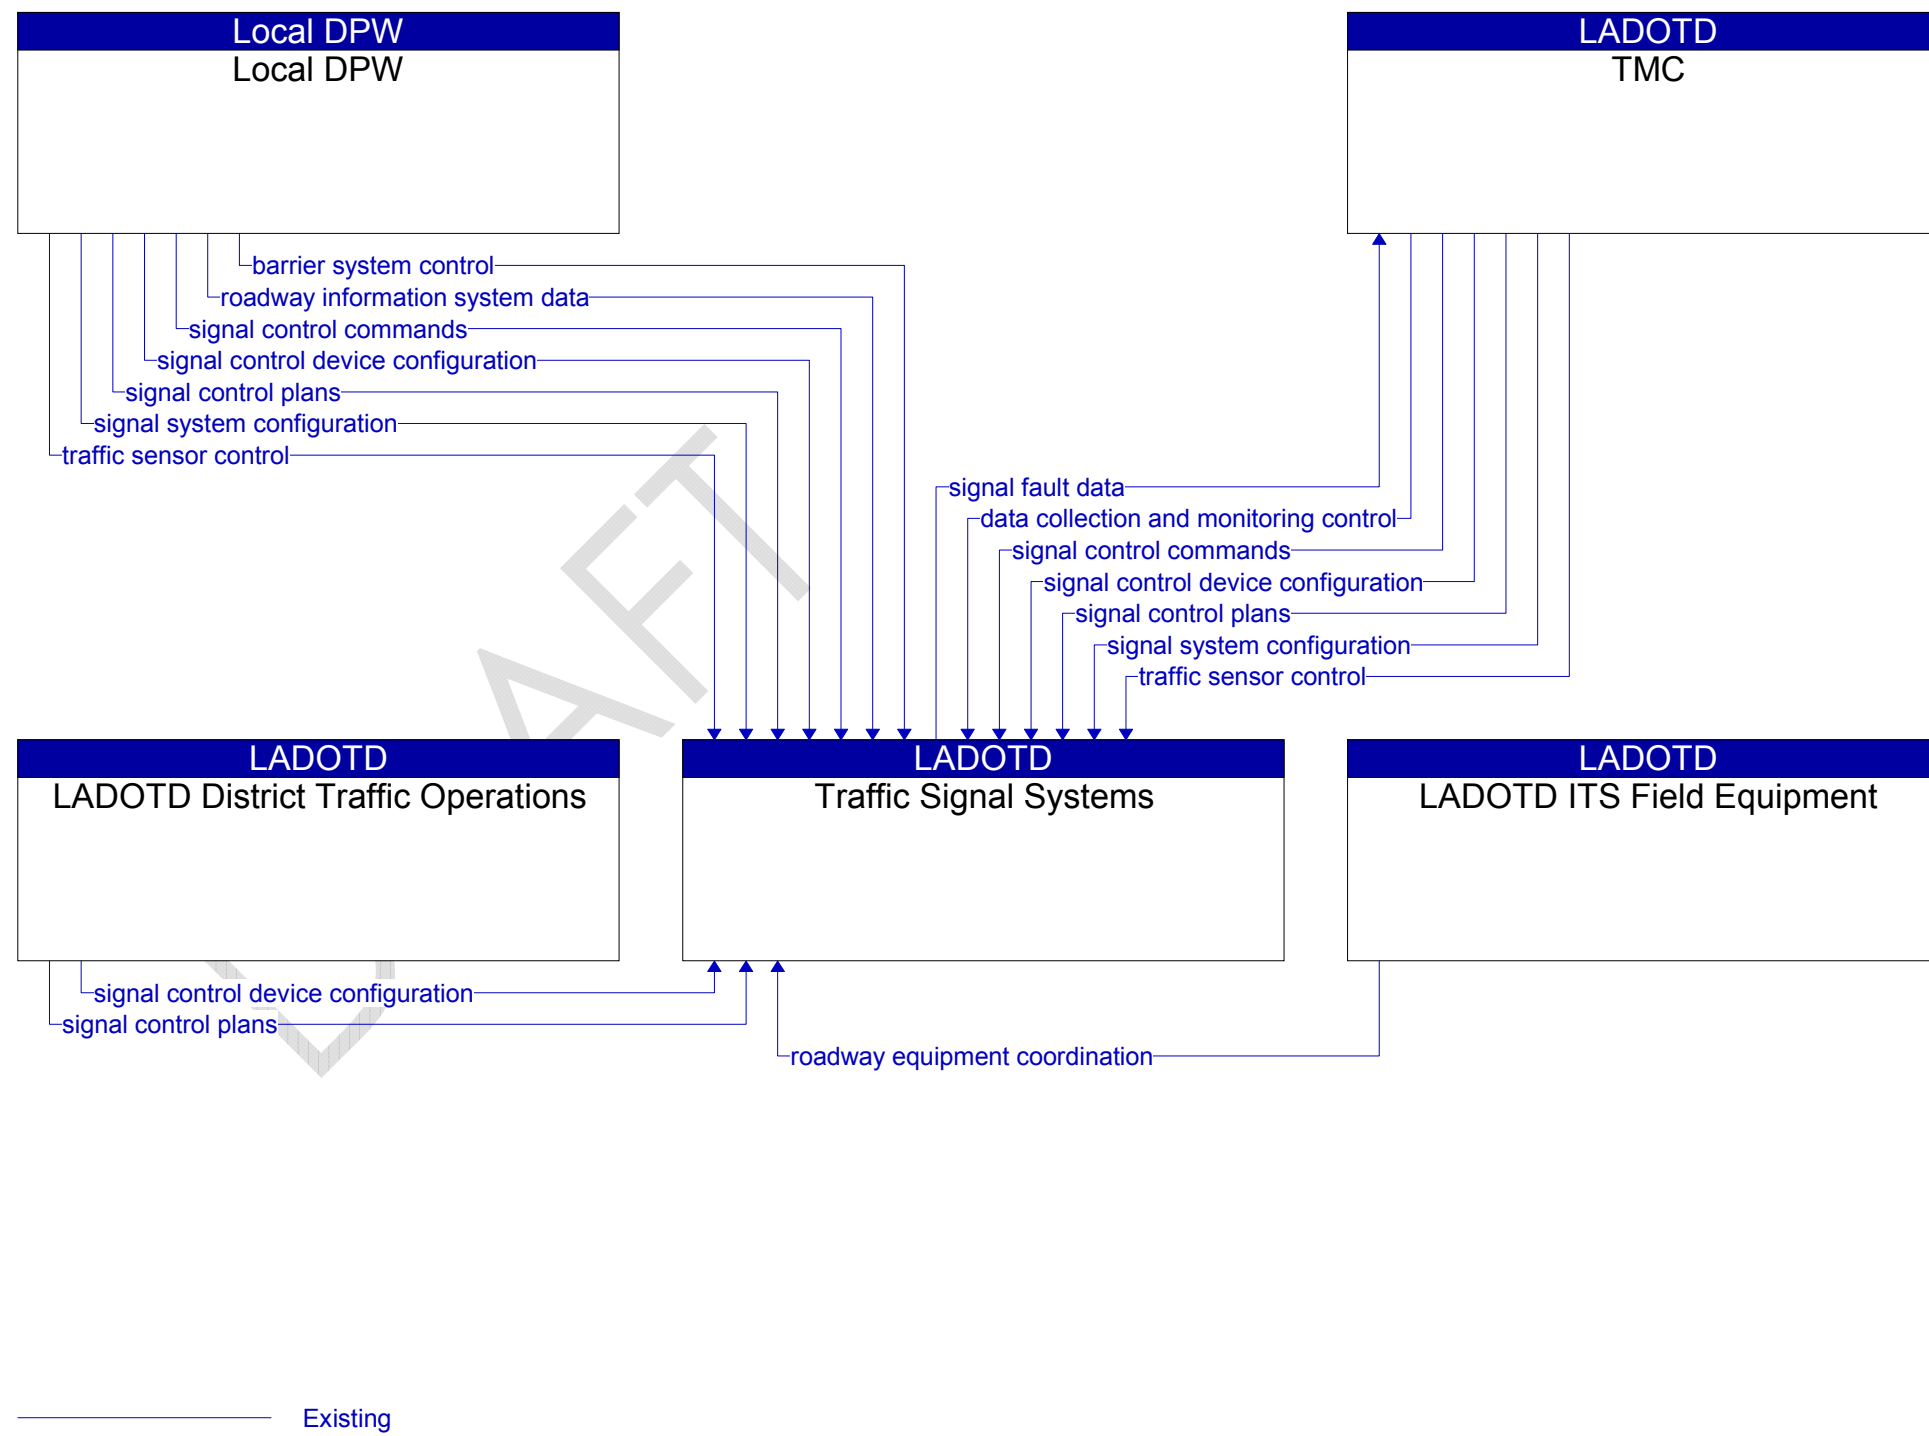 Local DPW
Local DPW
LADOTD
TMC
barrier system control
roadway information system data
signal control commands
signal control device configuration
signal control plans
signal system configuration
traffic sensor control
signal fault data
data collection and monitoring control
signal control commands
signal control device configuration
signal control plans
signal system configuration
traffic sensor control
LADOTD
LADOTD District Traffic Operations
LADOTD
Traffic Signal Systems
LADOTD
LADOTD ITS Field Equipment
signal control device configuration
signal control plans
roadway equipment coordination
Existing
DRAFT